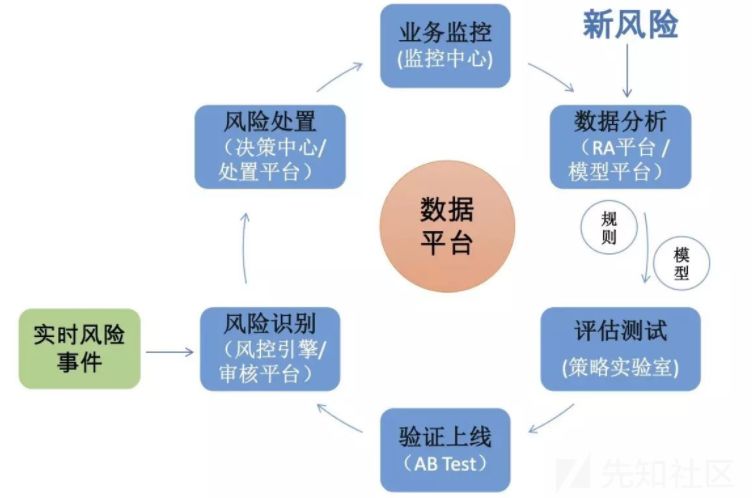 业务监控
(监控中心)
新风险
数据分析
（RA平台 /
模型平台）
规
则
模
型
评估测试
(策略实验室)
验证上线
（AB Test）
实时风险
事件
风险识别
（风控引擎/
审核平台）
风险处置
（决策中心/
处置平台）
数据
平台
先知社区